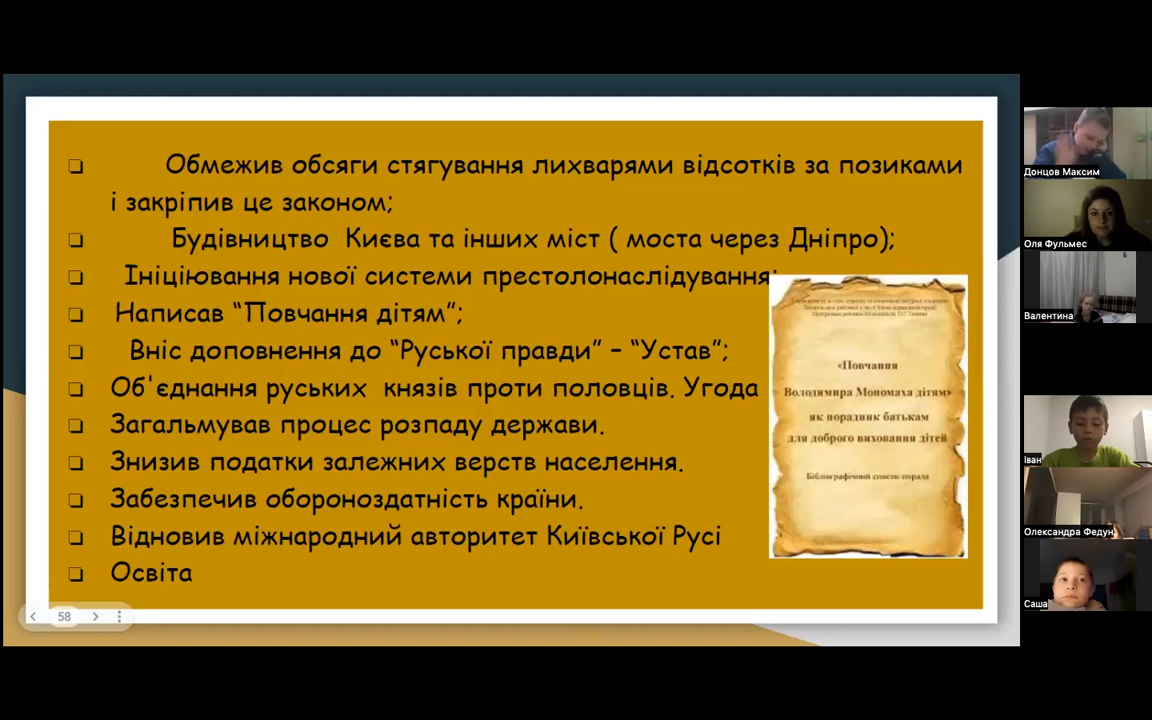 Обмежив обсяги стягування лихварями відсотків за позиками
і закріпив це законом;
Будівництво Києва та інших міст ( моста через Дніпро);
Ініціювання нової системи престолонаслідування;
Написав “Повчання дітям”;
Вніс доповнення до “Руської правди” – “Устав”;
Об'єднання руських князів проти половців. Угода
Загальмував процес розпаду держави.
Знизив податки залежних верств населення.
Забезпечив обороноздатність країни.
Відновив міжнародний авторитет Київської Русі
Освіта
«Повчання
Володимира Мономаха дітям»
як порадник батькам
для доброго виховання дітей
Бібліографічний список-порада
58
Донцов Максим
Оля Фульмес
Валентина
Іван
Олександра Федун
Саша